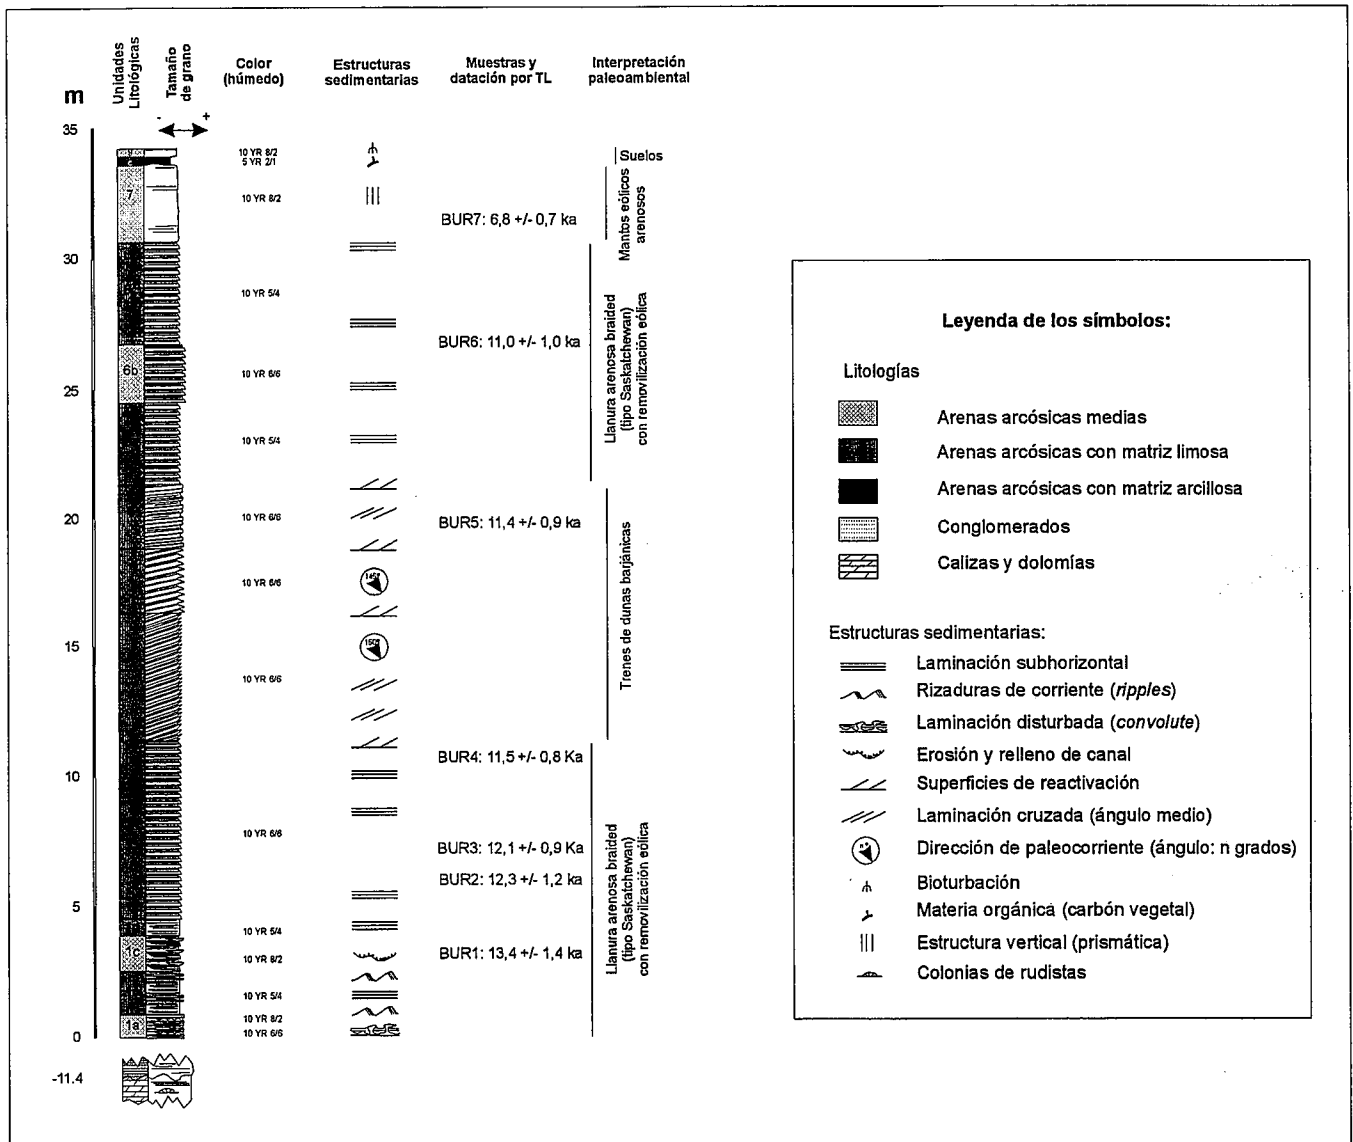 Unidades
Litológicas
Tamaño
de grano
Color
(húmedo)
Estructuras
sedimentarias
Muestras y
datación por TL
Interpretación
paleoambiental
m
- +
35
30
25
20
15
10
5
0
-11.4
7
6b
1c
1a
10 YR 8/2
5 YR 2/1
10 YR 8/2
10 YR 5/4
10 YR 6/6
10 YR 5/4
10 YR 6/6
10 YR 6/6
10 YR 6/6
10 YR 6/6
10 YR 5/4
10 YR 8/2
10 YR 5/4
10 YR 8/2
10 YR 6/6
BUR7: 6,8 +/- 0,7 ka
BUR6: 11,0 +/- 1,0 ka
BUR5: 11,4 +/- 0,9 ka
BUR4: 11,5 +/- 0,8 Ka
BUR3: 12,1 +/- 0,9 Ka
BUR2: 12,3 +/- 1,2 ka
BUR1: 13,4 +/- 1,4 ka
Suelos
Mantos eólicos
arenosos
Llanura arenosa braided
(tipo Saskatchewan)
con removilización eólica
Trenes de dunas barjánicas
Llanura arenosa braided
(tipo Saskatchewan)
con removilización eólica
Leyenda de los símbolos:
Litologías
Arenas arcósicas medias
Arenas arcósicas con matriz limosa
Arenas arcósicas con matriz arcillosa
Conglomerados
Calizas y dolomías
Estructuras sedimentarias:
Laminación subhorizontal
Rizaduras de corriente (ripples)
Laminación disturbada (convolute)
Erosión y relleno de canal
Superficies de reactivación
Laminación cruzada (ángulo medio)
Dirección de paleocorriente (ángulo: n grados)
Bioturbación
Materia orgánica (carbón vegetal)
Estructura vertical (prismática)
Colonias de rudistas